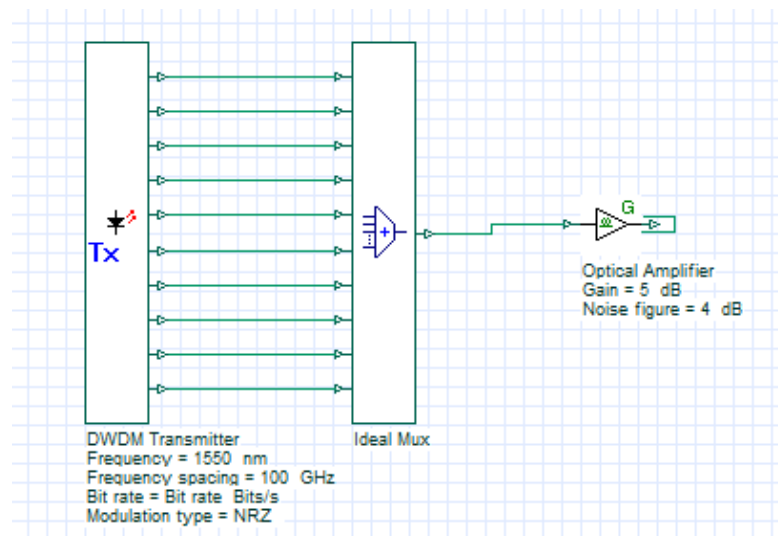 Tx
G
Optical Amplifier
Gain = 5 dB
Noise figure = 4 dB
DWDM Transmitter
Frequency = 1550 nm
Frequency spacing = 100 GHz
Bit rate = Bit rate Bits/s
Modulation type = NRZ
Ideal Mux